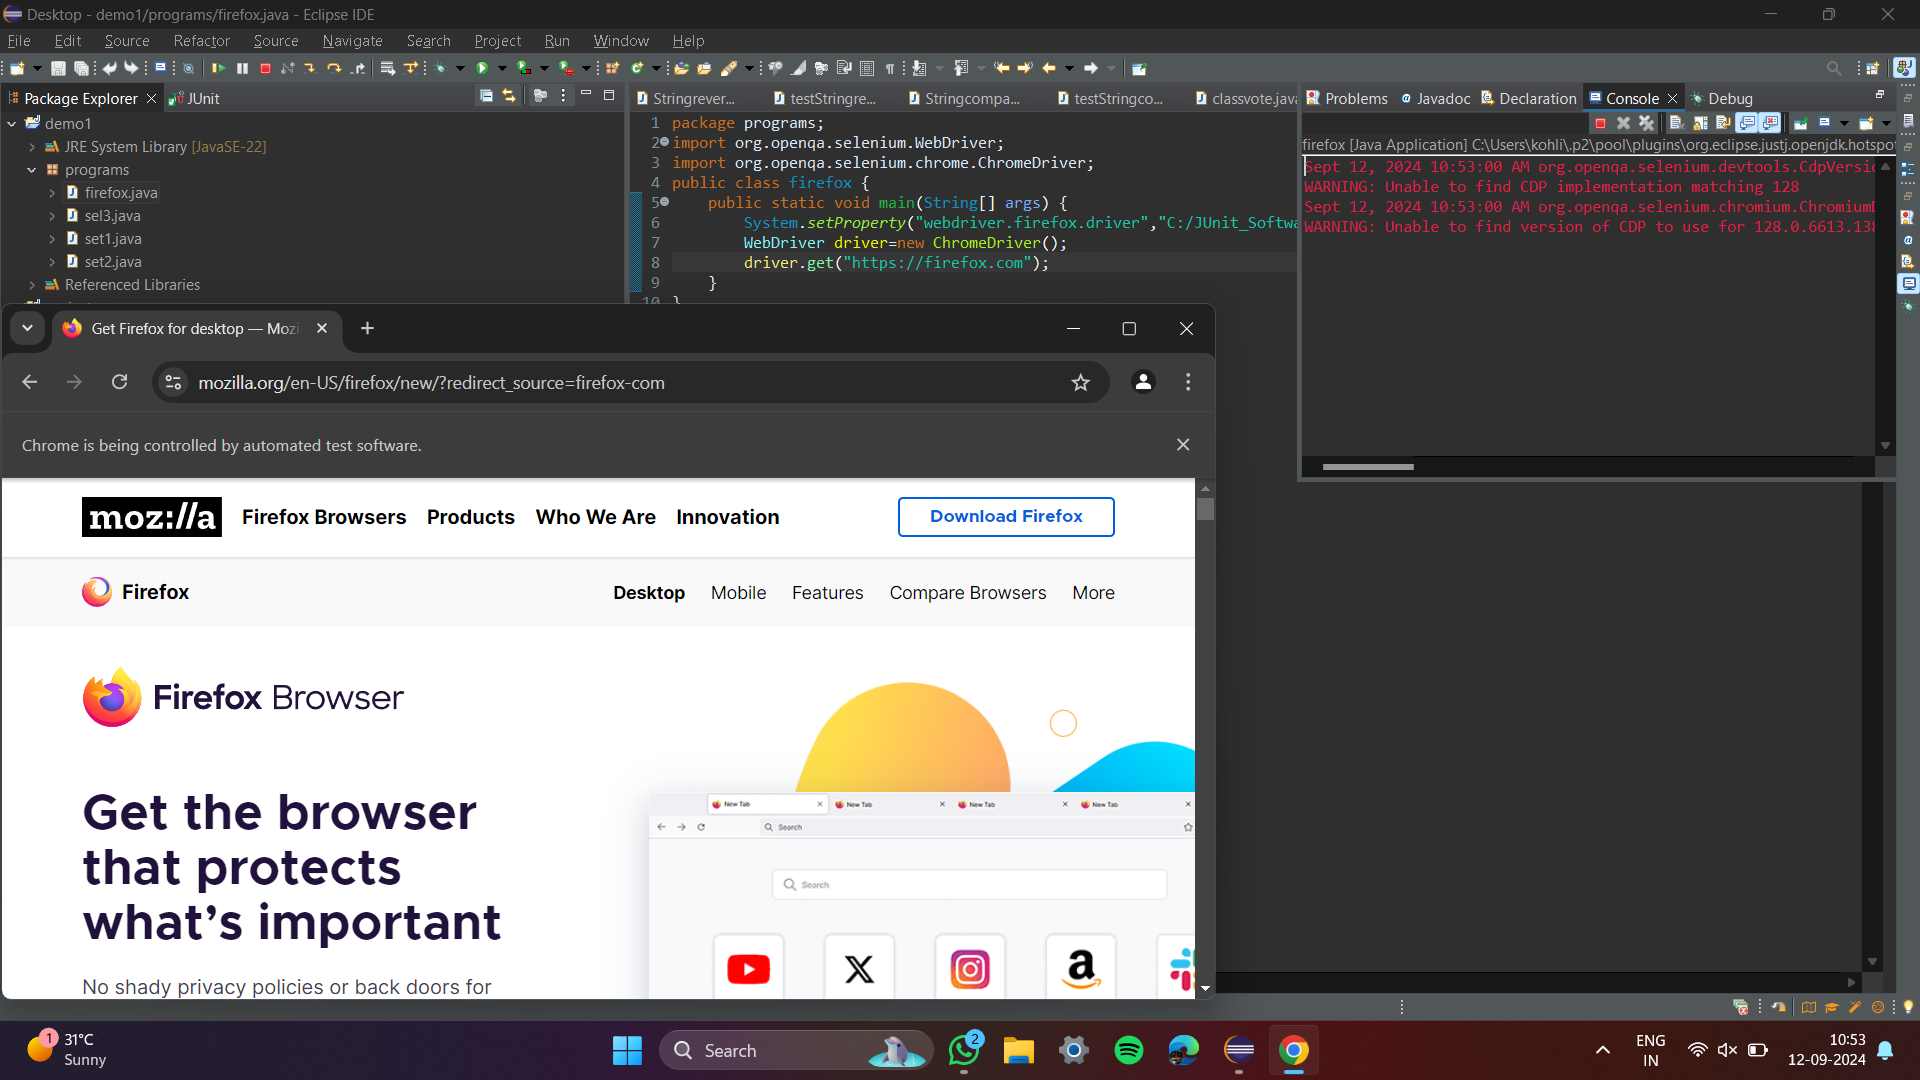 Desktop - demo1/programs/firefox.java - Eclipse IDE
File Edit Source Refactor Source Navigate Search Project Run Window Help
Package Explorer
JUnit
demo1
JRE System Library [JavaSE-22]
programs
firefox.java
sel3.java
set1.java
set2.java
Referenced Libraries
Stringrever...
testStringre...
Stringcompa...
testStringco...
classvote.java
1 package programs;
2 import org.openqa.selenium.WebDriver;
3 import org.openqa.selenium.chrome.ChromeDriver;
4 public class firefox {
5 public static void main(String[] args) {
6 System.setProperty("webdriver.firefox.driver","C:/JUnit_Softwa
7 WebDriver driver=new ChromeDriver();
8 driver.get("https://firefox.com");
9 }
10 }
Problems
Javadoc
Declaration
Console
Debug
firefox [Java Application] C:\Users\kohli\.p2\pool\plugins\org.eclipse.justj.openjdk.hotspot
Sept 12, 2024 10:53:00 AM org.openqa.selenium.devtools.CdpVersio
WARNING: Unable to find CDP implementation matching 128
Sept 12, 2024 10:53:00 AM org.openqa.selenium.chromium.ChromiumD
WARNING: Unable to find version of CDP to use for 128.0.6613.138
Get Firefox for desktop — Mozi
mozilla.org/en-US/firefox/new/?redirect_source=firefox-com
Chrome is being controlled by automated test software.
moz://a
Firefox Browsers Products Who We Are Innovation
Download Firefox
Firefox
Desktop Mobile Features Compare Browsers More
Firefox Browser
Get the browser
that protects
what's important
No shady privacy policies or back doors for
New Tab New Tab New Tab New Tab
Search
Search
1
31°C
Sunny
Search
2
ENG
IN
10:53
12-09-2024